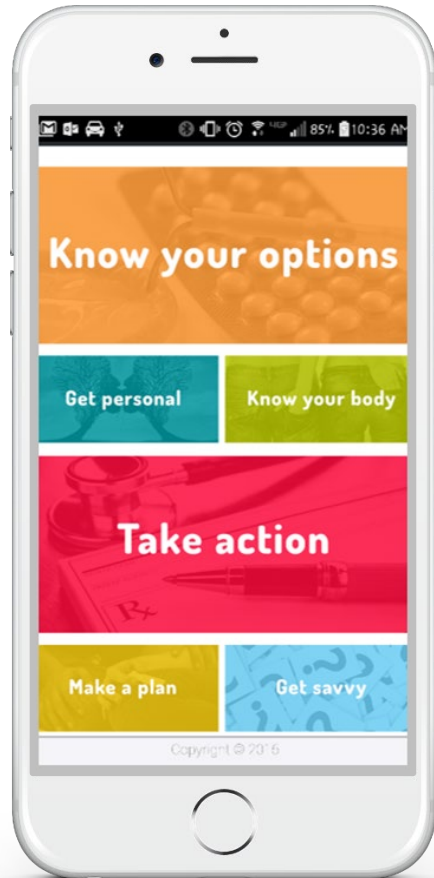 85% 10:36 AM
Know your options
Get personal
Know your body
Take action
Rx
Make a plan
Get savvy
Copyright © 2016